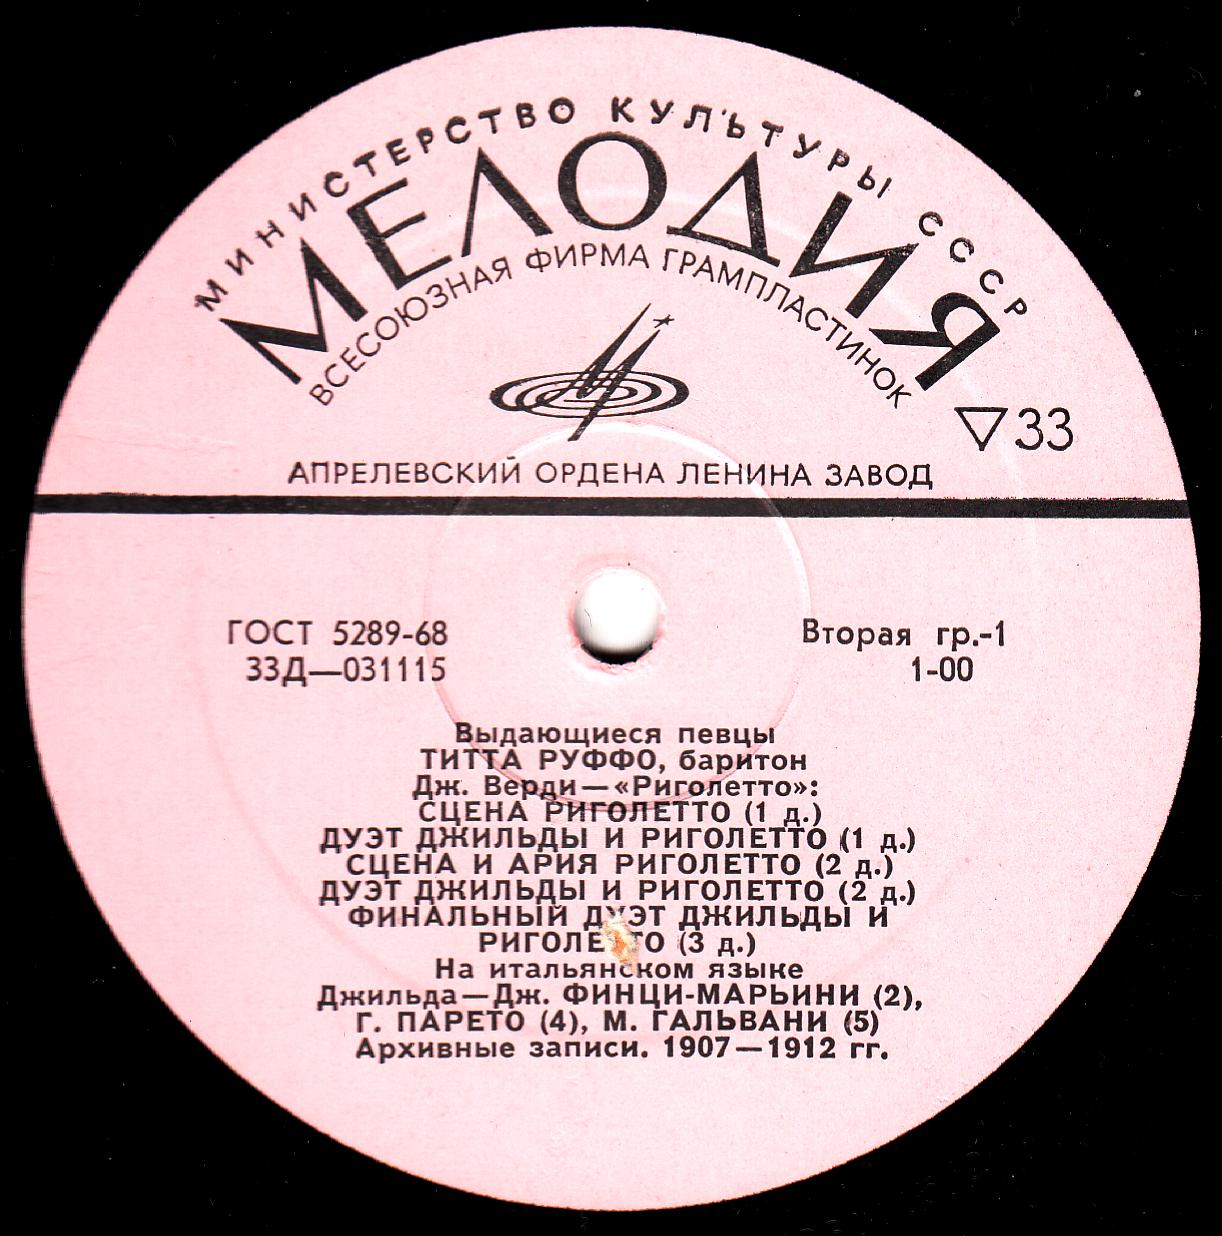 МИНИСТЕРСТВО КУЛЬТУРЫ СССР
МЕЛОДИЯ
ВСЕСОЮЗНАЯ ФИРМА ГРАМПЛАСТИНОК
33
АПРЕЛЕВСКИЙ ОРДЕНА ЛЕНИНА ЗАВОД
ГОСТ 5289-68
33Д—031115
Вторая гр.-1
1-00
Выдающиеся певцы
ТИТТА РУФФО, баритон
Дж. Верди—«Риголетто»:
СЦЕНА РИГОЛЕТТО (1 д.)
ДУЭТ ДЖИЛЬДЫ И РИГОЛЕТТО (1 д.)
СЦЕНА И АРИЯ РИГОЛЕТТО (2 д.)
ДУЭТ ДЖИЛЬДЫ И РИГОЛЕТТО (2 д.)
ФИНАЛЬНЫЙ ДУЭТ ДЖИЛЬДЫ И
РИГОЛЕТТО (3 д.)
На итальянском языке
Джильда—Дж. ФИНЦИ-МАРЬИНИ (2),
Г. ПАРЕТО (4), М. ГАЛЬВАНИ (5)
Архивные записи. 1907—1912 гг.